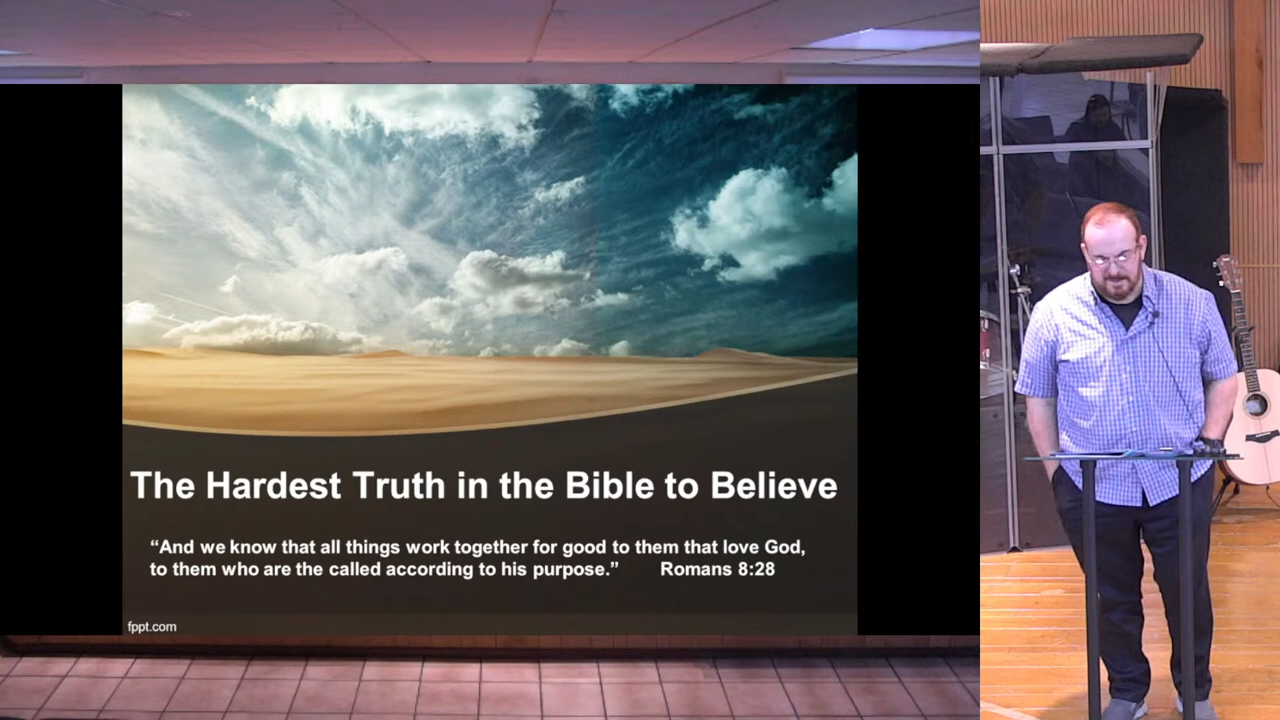 The Hardest Truth in the Bible to Believe
“And we know that all things work together for good to them that love God,
to them who are the called according to his purpose.” Romans 8:28
fppt.com